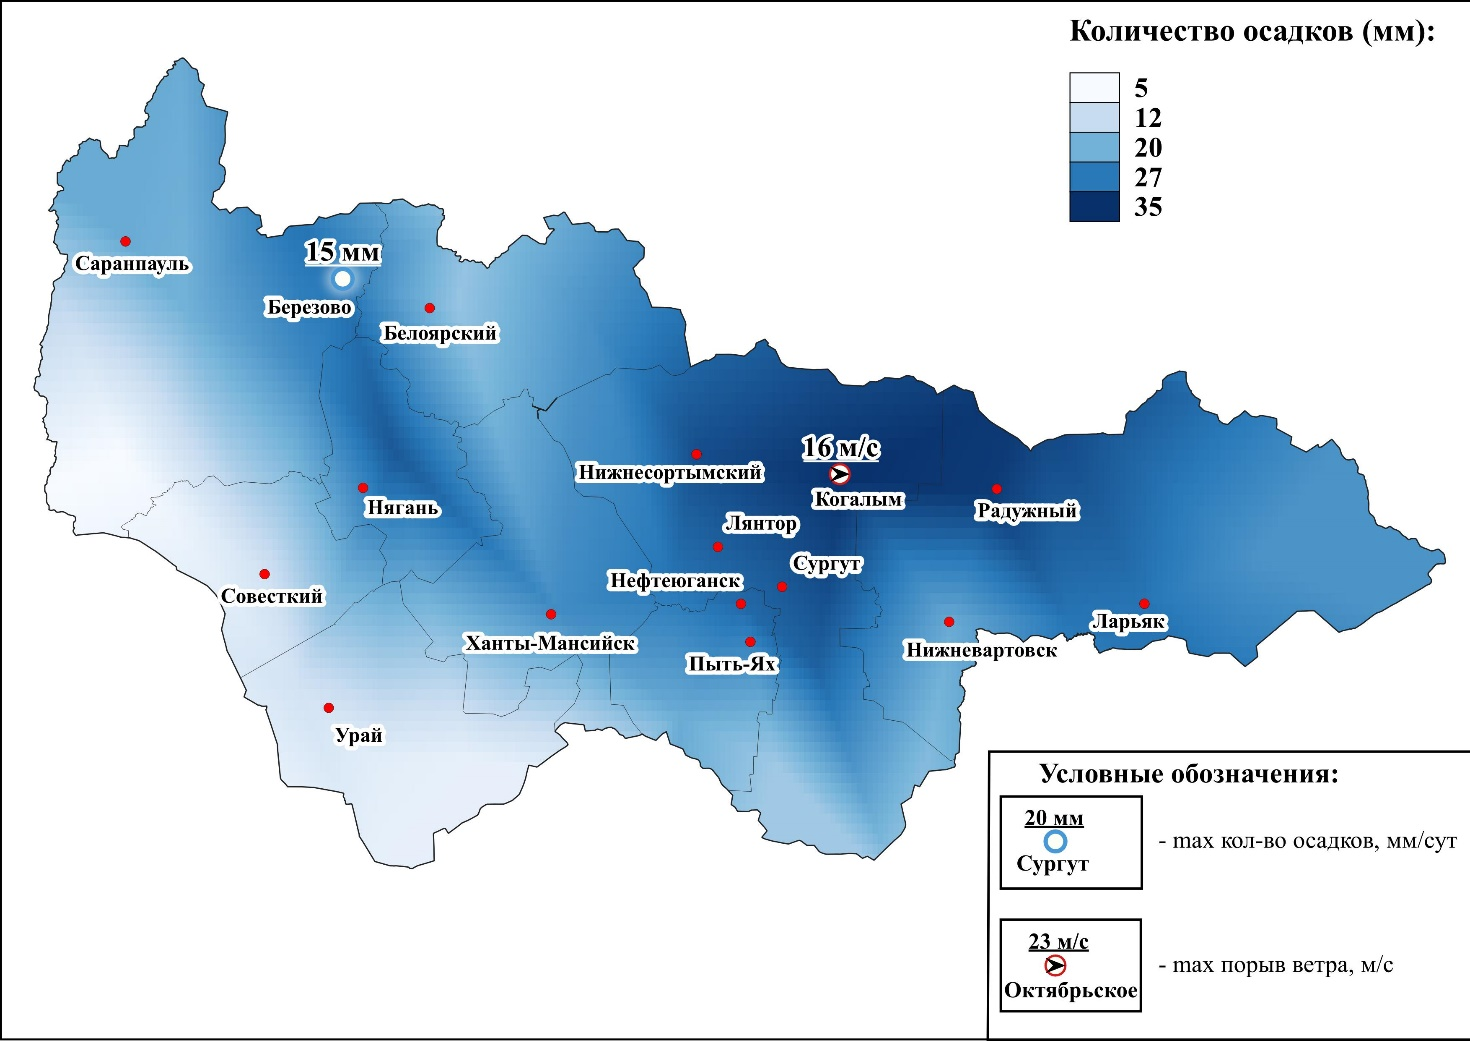 Количество осадков (мм):
5
12
20
27
35
Саранпауль
15 мм
Березово
Белоярский
16 м/с
Нижнесортымский
Когалым
Нягань
Радужный
Лянтор
Сургут
Нефтеюганск
Совесткий
Ларьяк
Ханты-Мансийск
Нижневартовск
Пыть-Ях
Урай
Условные обозначения:
20 мм
Сургут
- max кол-во осадков, мм/сут
23 м/с
Октябрьское
- max порыв ветра, м/с